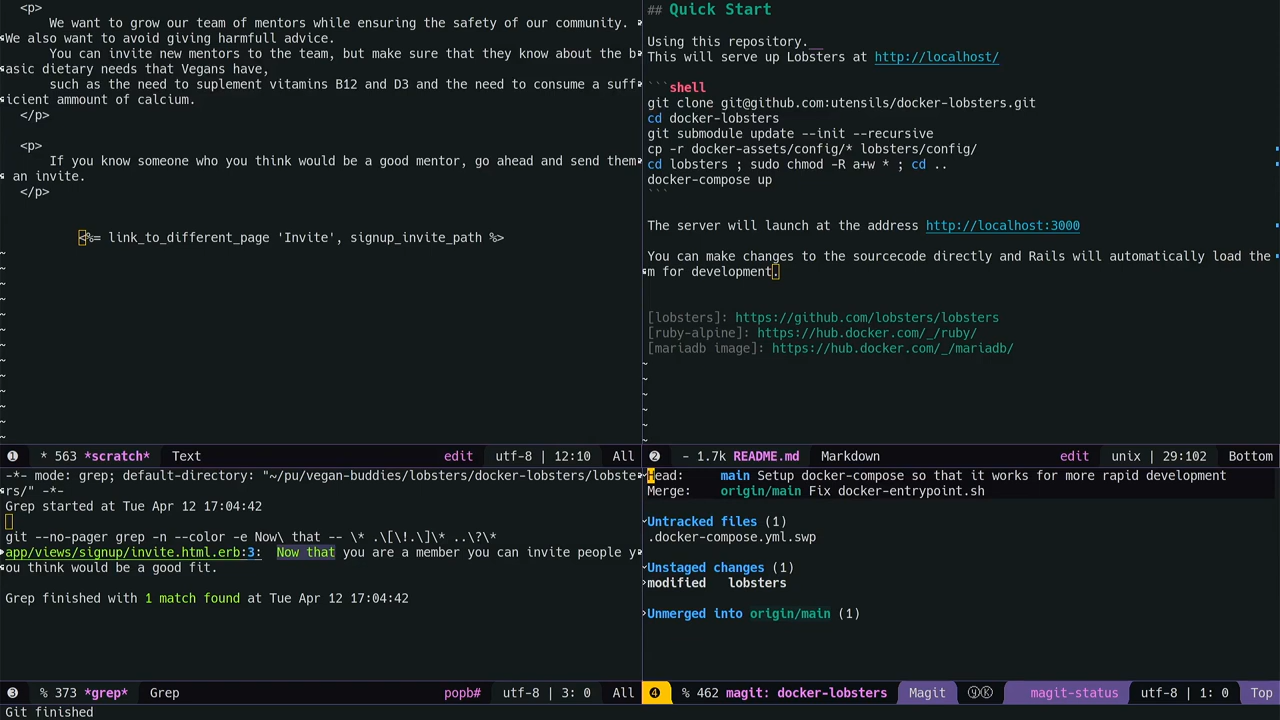 <p>
We want to grow our team of mentors while ensuring the safety of our community.
We also want to avoid giving harmfull advice.
You can invite new mentors to the team, but make sure that they know about the b
asic dietary needs that Vegans have,
such as the need to suplement vitamins B12 and D3 and the need to consume a suff
icient ammount of calcium.
</p>
<p>
If you know someone who you think would be a good mentor, go ahead and send them
an invite.
</p>
<%= link_to_different_page 'Invite', signup_invite_path %>
~
~
~
~
~
~
~
~
~
~
~
~
~
❶ * 563 *scratch* Text edit utf-8 | 12:10 All
## Quick Start
Using this repository.__
This will serve up Lobsters at http://localhost/
```shell
git clone git@github.com:utensils/docker-lobsters.git
cd docker-lobsters
git submodule update --init --recursive
cp -r docker-assets/config/* lobsters/config/
cd lobsters ; sudo chmod -R a+w * ; cd ..
docker-compose up
```
The server will launch at the address http://localhost:3000
You can make changes to the sourcecode directly and Rails will automatically load the
m for development.
[lobsters]: https://github.com/lobsters/lobsters
[ruby-alpine]: https://hub.docker.com/_/ruby/
[mariadb image]: https://hub.docker.com/_/mariadb/
~
~
~
~
~
~
❷ - 1.7k README.md Markdown edit unix | 29:102 Bottom
-*- mode: grep; default-directory: "~/pu/vegan-buddies/lobsters/docker-lobsters/lobste
rs/" -*-
Grep started at Tue Apr 12 17:04:42
git --no-pager grep -n --color -e Now\ that -- \* .\[\!.\]\* ..\?\*
app/views/signup/invite.html.erb:3: Now that you are a member you can invite people y
ou think would be a good fit.
Grep finished with 1 match found at Tue Apr 12 17:04:42
❸ % 373 *grep* Grep popb# utf-8 | 3: 0 All
Head: main Setup docker-compose so that it works for more rapid development
Merge: origin/main Fix docker-entrypoint.sh
Untracked files (1)
.docker-compose.yml.swp
Unstaged changes (1)
modified lobsters
Unmerged into origin/main (1)
❹ % 462 magit: docker-lobsters Magit ⓨⓀ magit-status utf-8 | 1: 0 Top
Git finished